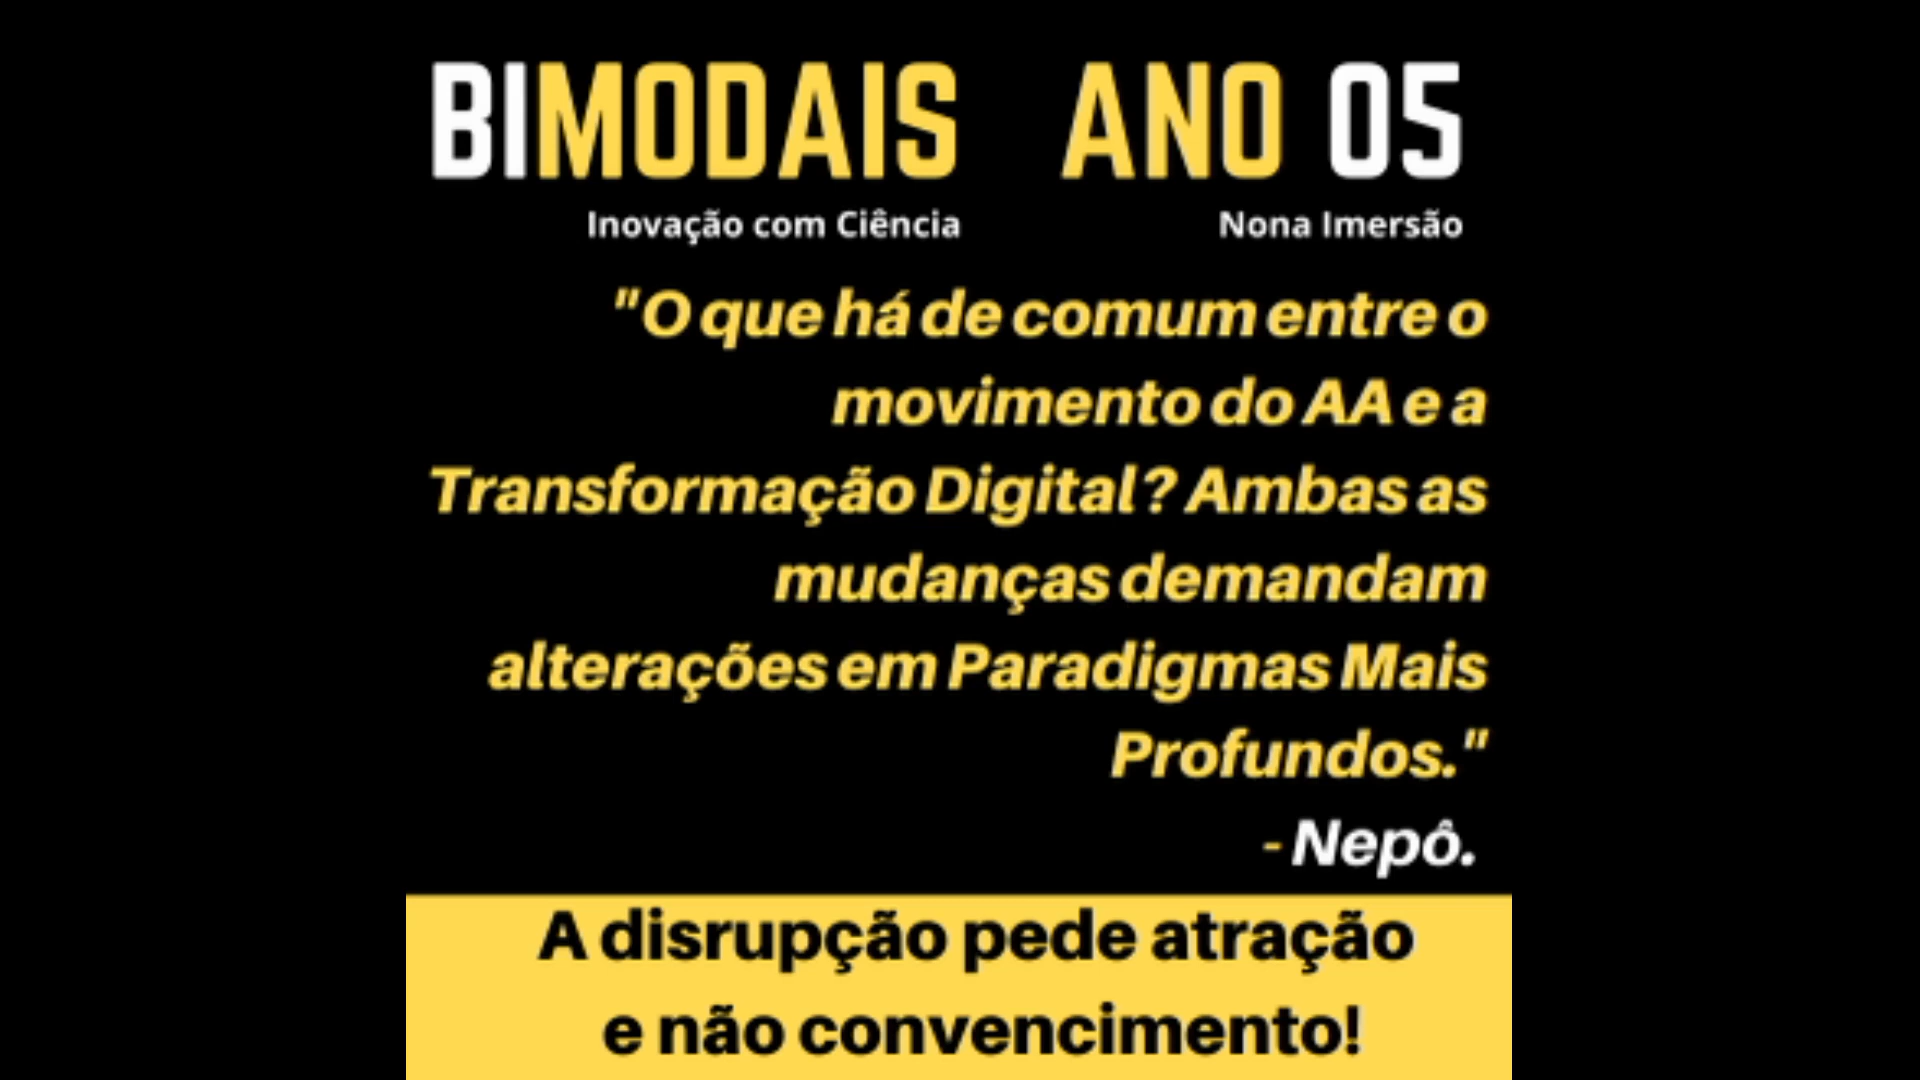 BIMODAIS ANO 05
Inovação com Ciência Nona Imersão
"O que há de comum entre o
movimento do AA e a
Transformação Digital? Ambas as
mudanças demandam
alterações em Paradigmas Mais
Profundos."
- Nepô.
A disrupção pede atração
e não convencimento!